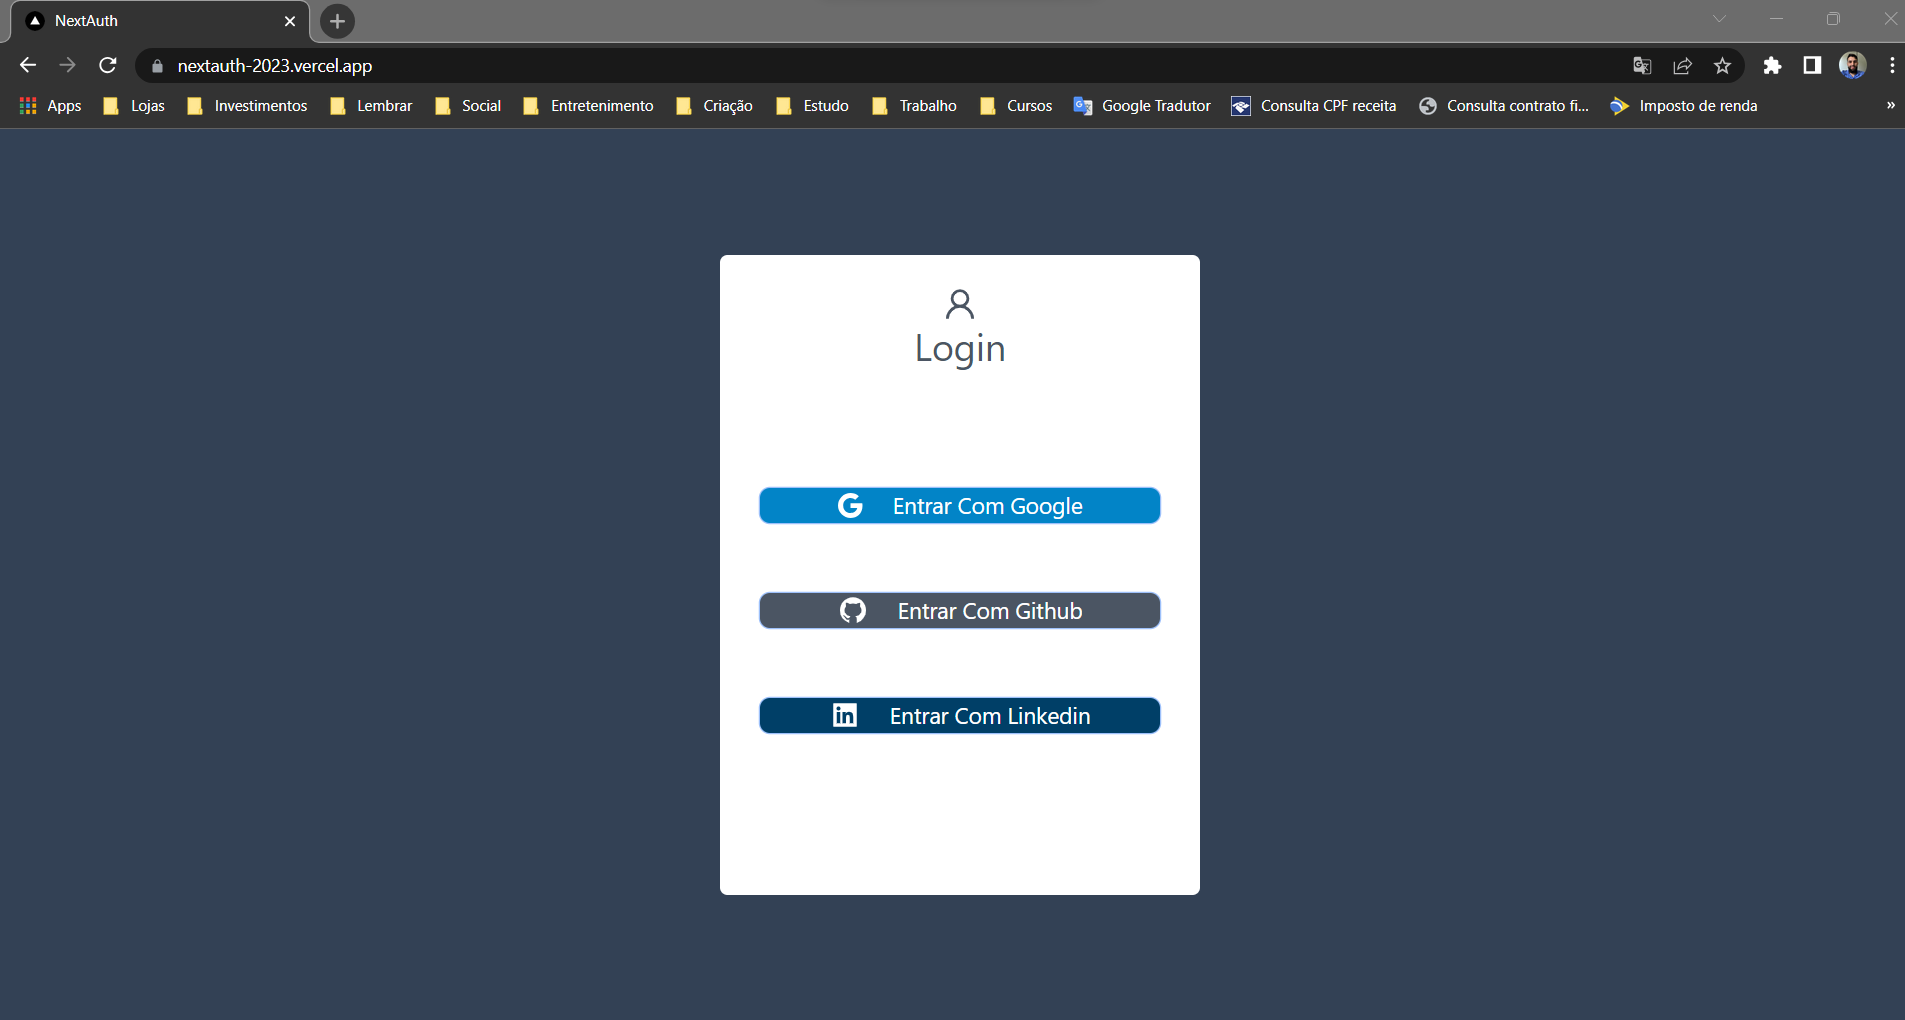 NextAuth
nextauth-2023.vercel.app
Apps Lojas Investimentos Lembrar Social Entretenimento Criação Estudo Trabalho Cursos Google Tradutor Consulta CPF receita Consulta contrato fi... Imposto de renda »
Login
Entrar Com Google
Entrar Com Github
Entrar Com Linkedin